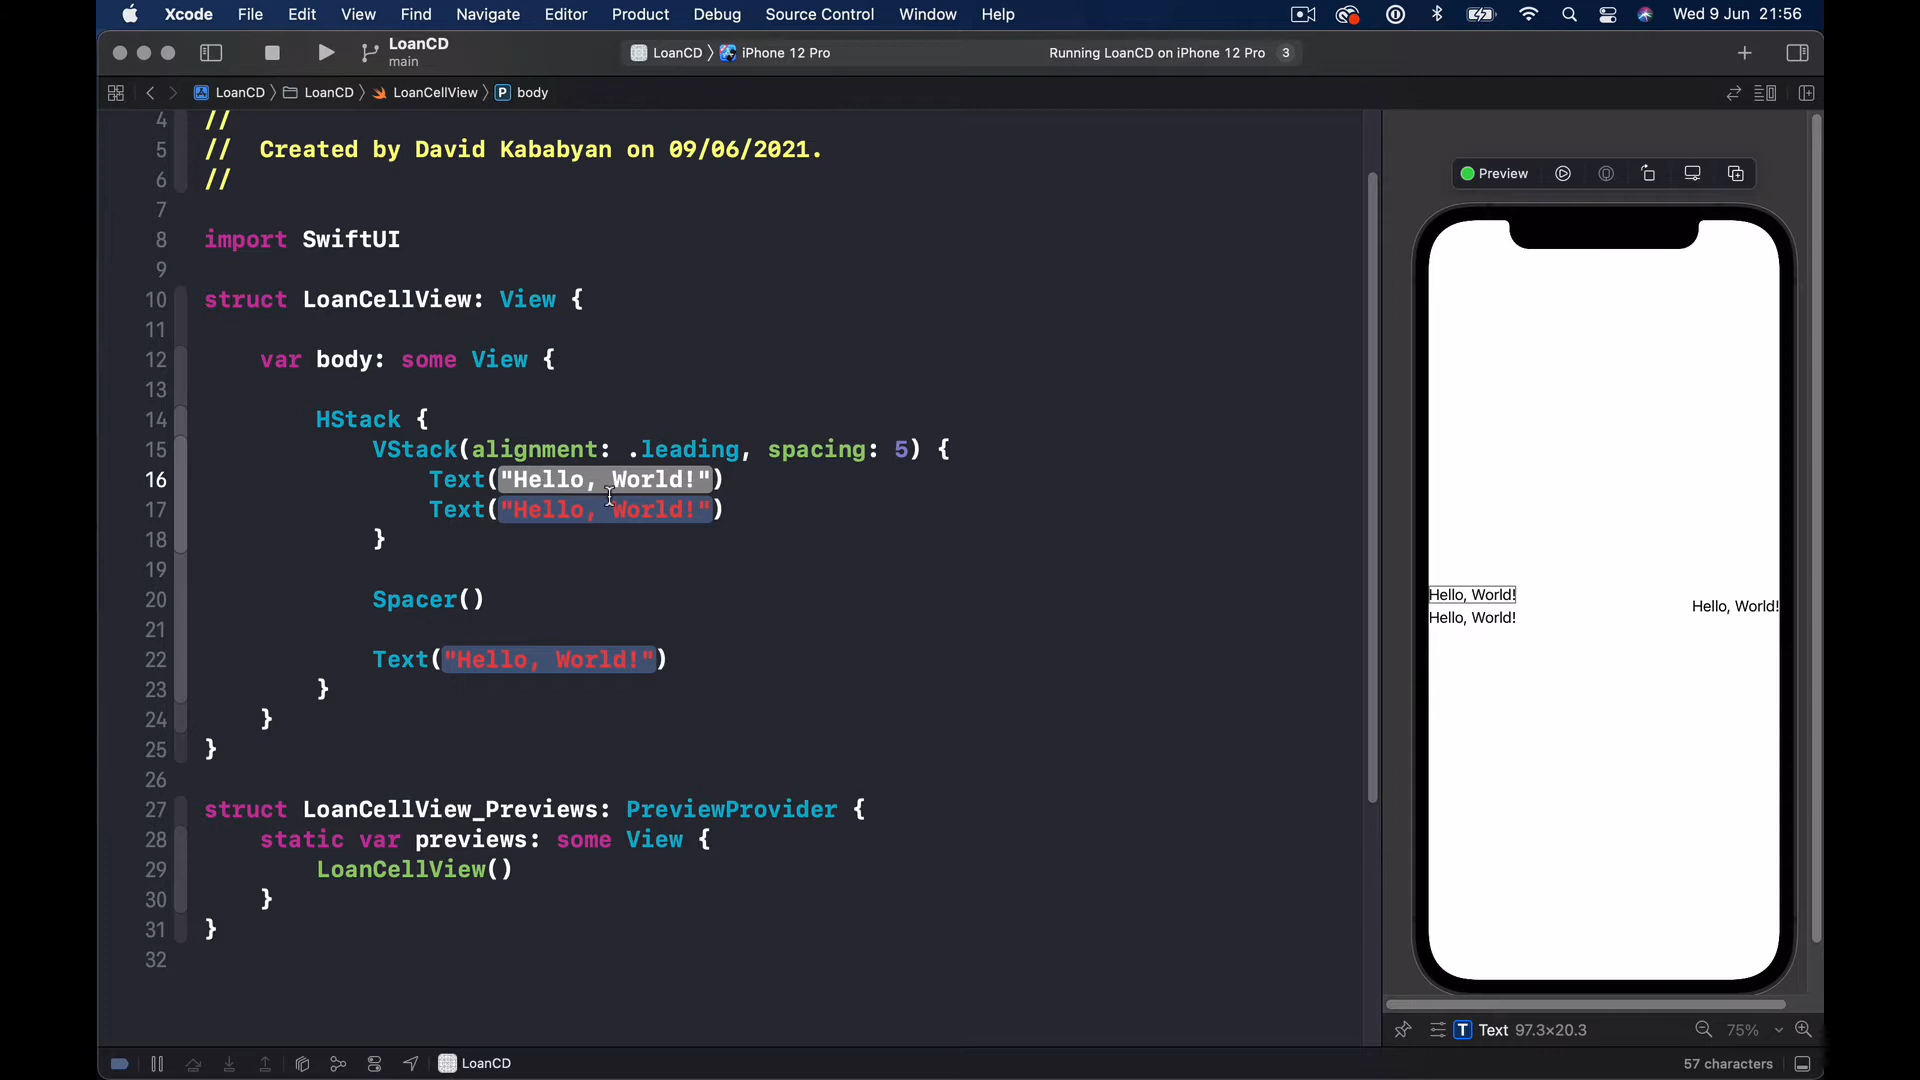 Xcode File Edit View Find Navigate Editor Product Debug Source Control Window Help Wed 9 Jun 21:56
LoanCD
main
LoanCD 〉 iPhone 12 Pro
Running LoanCD on iPhone 12 Pro 3
LoanCD 〉 LoanCD 〉 LoanCellView 〉 P body
4 //
5 //  Created by David Kababyan on 09/06/2021.
6 //
7
8 import SwiftUI
9
10 struct LoanCellView: View {
11
12     var body: some View {
13
14         HStack {
15             VStack(alignment: .leading, spacing: 5) {
16                 Text("Hello, World!")
17                 Text("Hello, World!")
18             }
19
20             Spacer()
21
22             Text("Hello, World!")
23         }
24     }
25 }
26
27 struct LoanCellView_Previews: PreviewProvider {
28     static var previews: some View {
29         LoanCellView()
30     }
31 }
32
Preview
Hello, World!
Hello, World!
Hello, World!
T Text 97.3×20.3 75%
LoanCD
57 characters